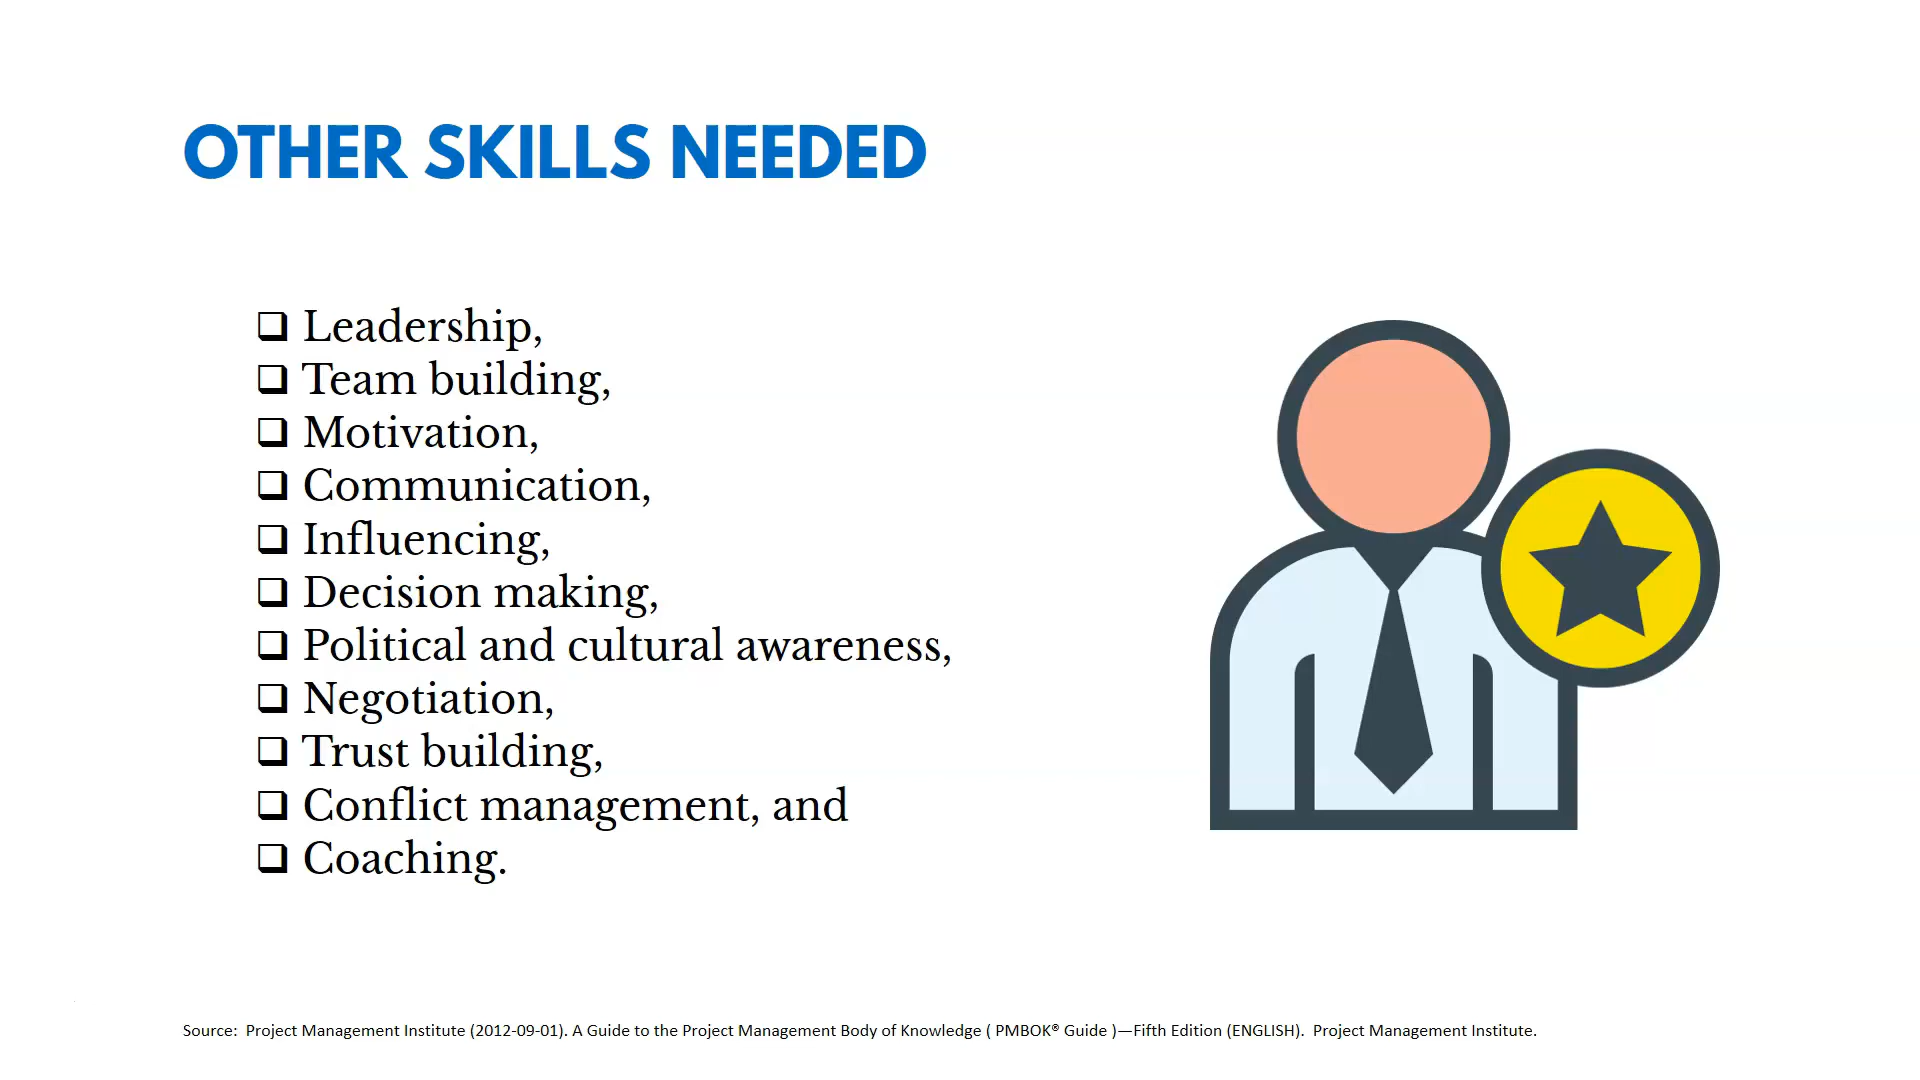 OTHER SKILLS NEEDED
❑ Leadership,
❑ Team building,
❑ Motivation,
❑ Communication,
❑ Influencing,
❑ Decision making,
❑ Political and cultural awareness,
❑ Negotiation,
❑ Trust building,
❑ Conflict management, and
❑ Coaching.
Source:  Project Management Institute (2012-09-01). A Guide to the Project Management Body of Knowledge ( PMBOK® Guide )—Fifth Edition (ENGLISH).  Project Management Institute.